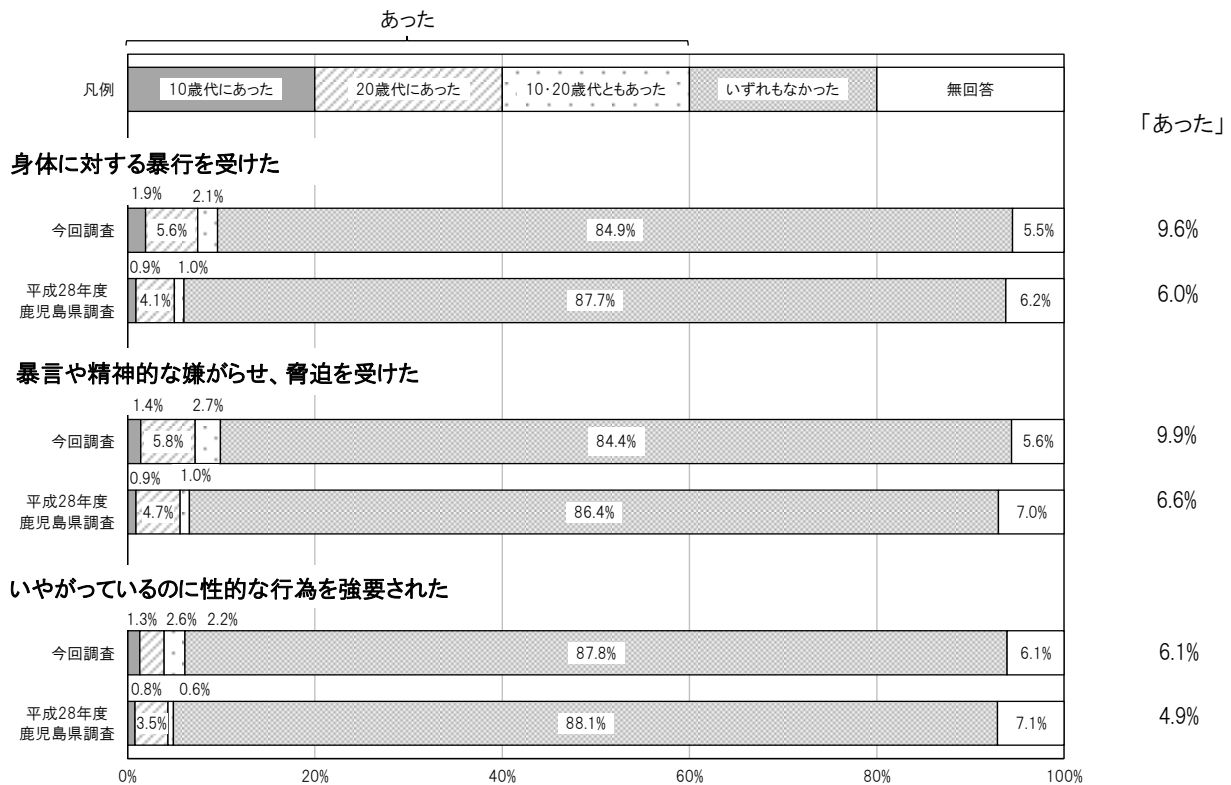 あった
凡例 10歳代にあった 20歳代にあった 10・20歳代ともあった いずれもなかった 無回答
「あった」
身体に対する暴行を受けた
1.9% 2.1%
今回調査 5.6% 84.9% 5.5% 9.6%
0.9% 1.0%
平成28年度
鹿児島県調査 4.1% 87.7% 6.2% 6.0%
暴言や精神的な嫌がらせ、脅迫を受けた
1.4% 2.7%
今回調査 5.8% 84.4% 5.6% 9.9%
0.9% 1.0%
平成28年度
鹿児島県調査 4.7% 86.4% 7.0% 6.6%
いやがっているのに性的な行為を強要された
1.3% 2.6% 2.2%
今回調査 87.8% 6.1% 6.1%
0.8% 0.6%
平成28年度
鹿児島県調査 3.5% 88.1% 7.1% 4.9%
0% 20% 40% 60% 80% 100%